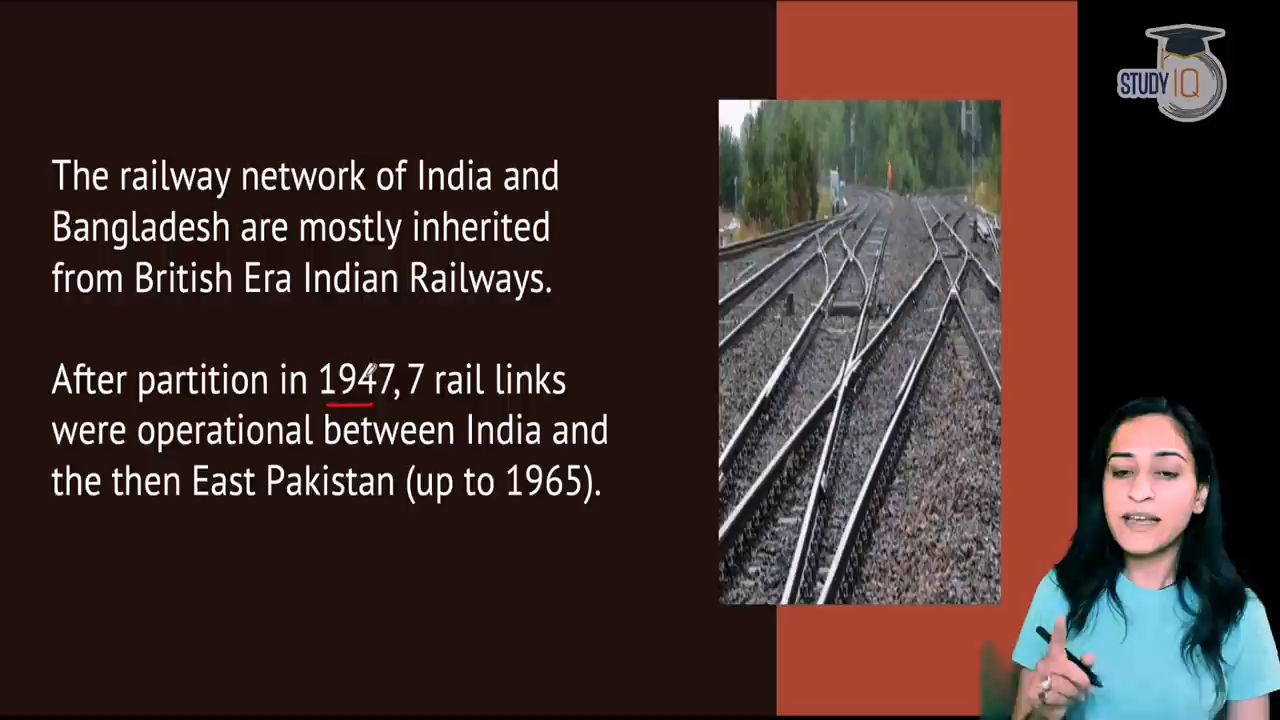 The railway network of India and
Bangladesh are mostly inherited
from British Era Indian Railways.
After partition in 1947, 7 rail links
were operational between India and
the then East Pakistan (up to 1965).
STUDY IQ